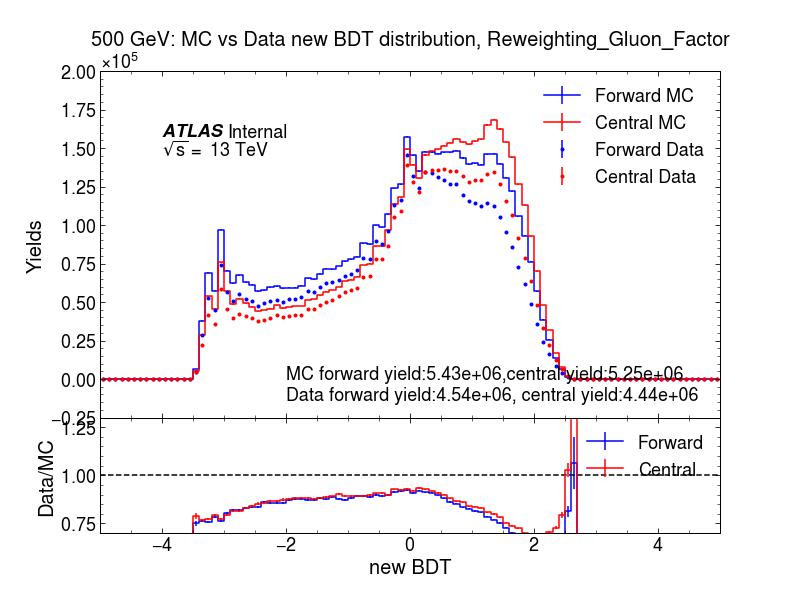 500 GeV: MC vs Data new BDT distribution, Reweighting_Gluon_Factor
×10⁵
2.00
1.75
1.50
1.25
1.00
0.75
0.50
0.25
0.00
−0.25
Yields
ATLAS Internal
√s = 13 TeV
Forward MC
Central MC
Forward Data
Central Data
MC forward yield:5.43e+06,central yield:5.25e+06
Data forward yield:4.54e+06, central yield:4.44e+06
1.25
1.00
0.75
Data/MC
Forward
Central
−4
−2
0
2
4
new BDT